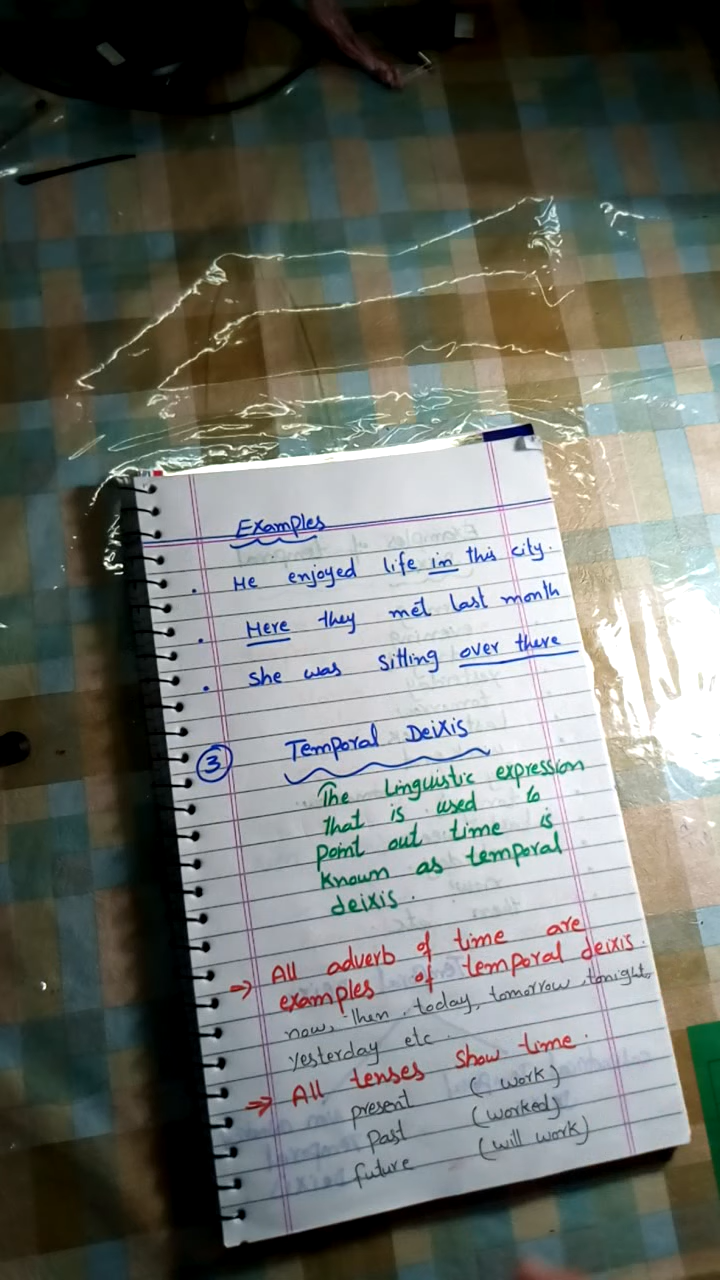 Examples
. He enjoyed life in this city.
. Here they met last month
. she was sitting over there
3 Temporal Deixis
The Linguistic expression
that is used to
point out time is
known as temporal
deixis.
⇒ All adverb of time are
examples of temporal deixis.
now, then, today, tomorrow, tonight,
yesterday etc.
⇒ All tenses show time.
present (work)
Past (worked)
future (will work)